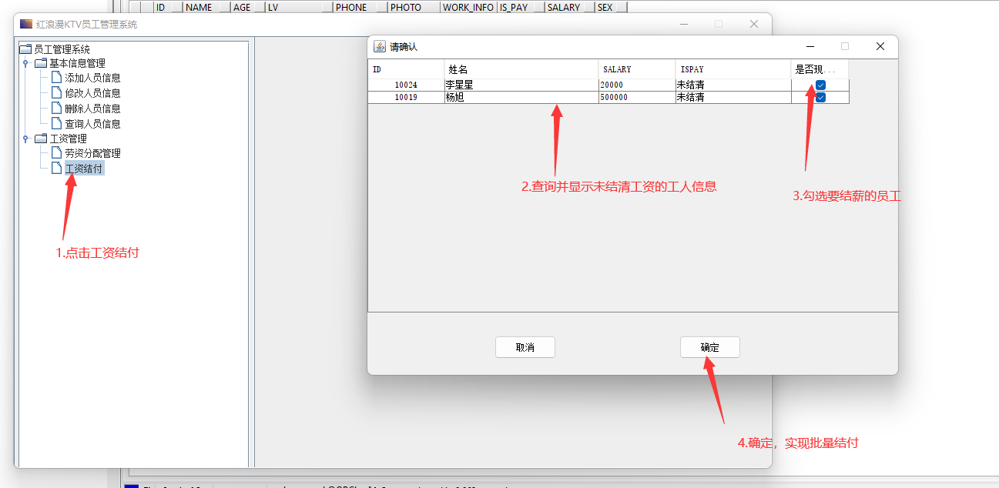 ID NAME AGE LV PHONE PHOTO WORK_INFO IS_PAY SALARY SEX
红浪漫KTV员工管理系统
员工管理系统
基本信息管理
添加人员信息
修改人员信息
删除人员信息
查询人员信息
工资管理
劳资分配管理
工资结付
1.点击工资结付
请确认
ID 姓名 SALARY ISPAY 是否现...
10024 李星星 20000 未结清
10019 杨旭 500000 未结清
2.查询并显示未结清工资的工人信息
3.勾选要结薪的员工
取消 确定
4.确定，实现批量结付